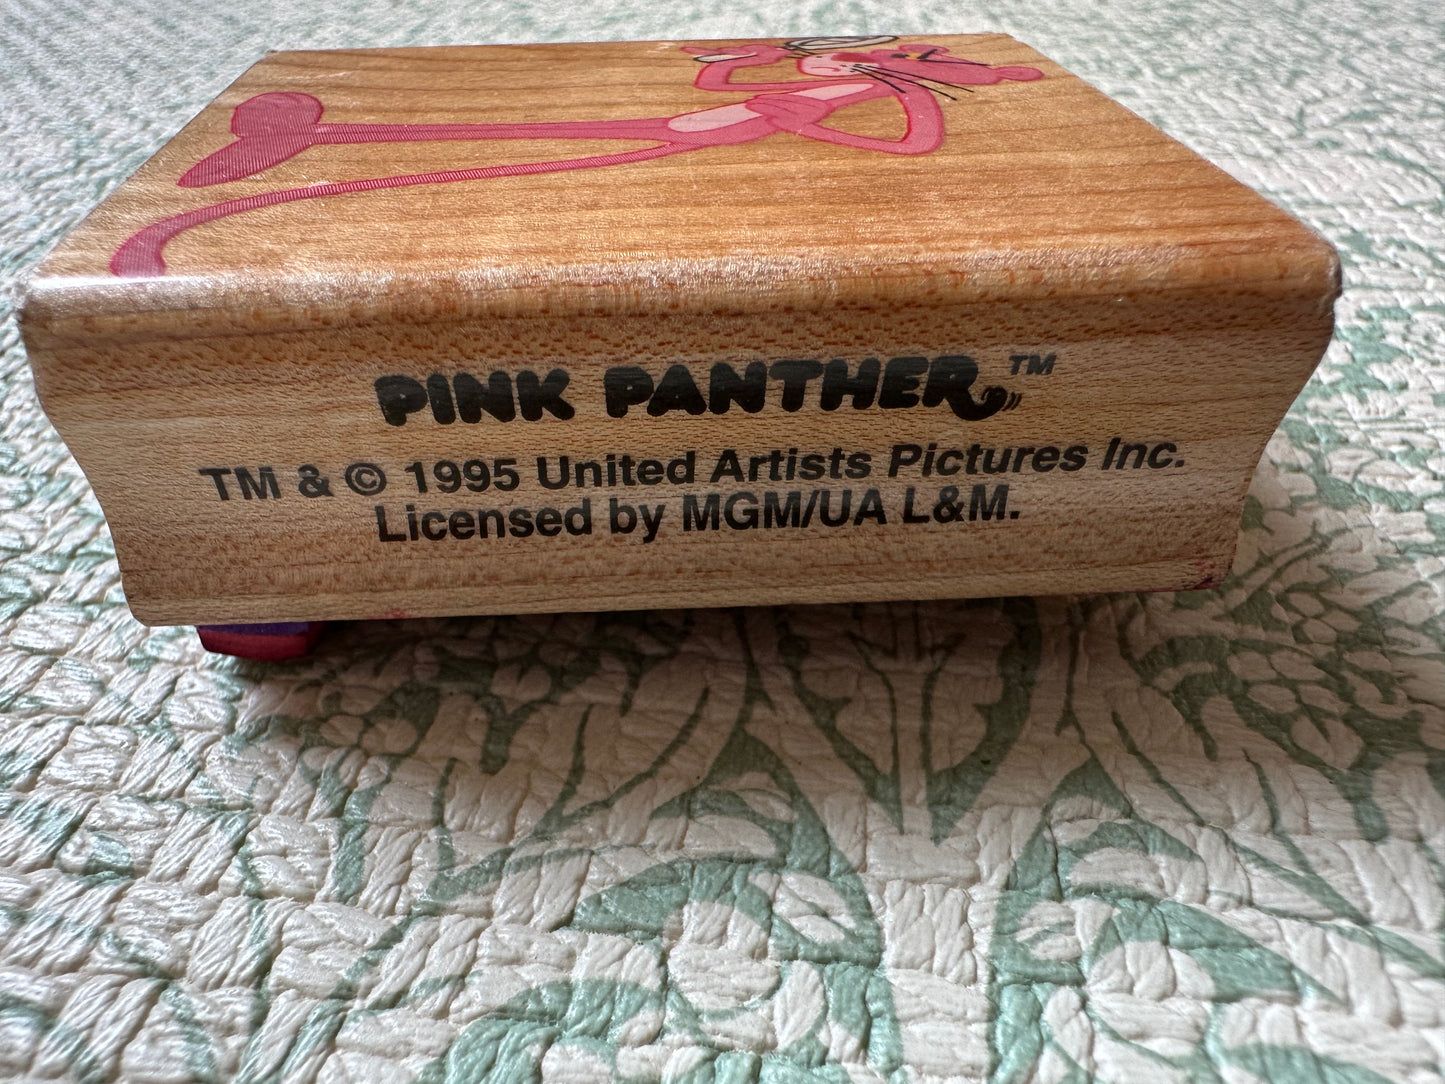 PINK PANTHER™
TM & © 1995 United Artists Pictures Inc.
Licensed by MGM/UA L&M.